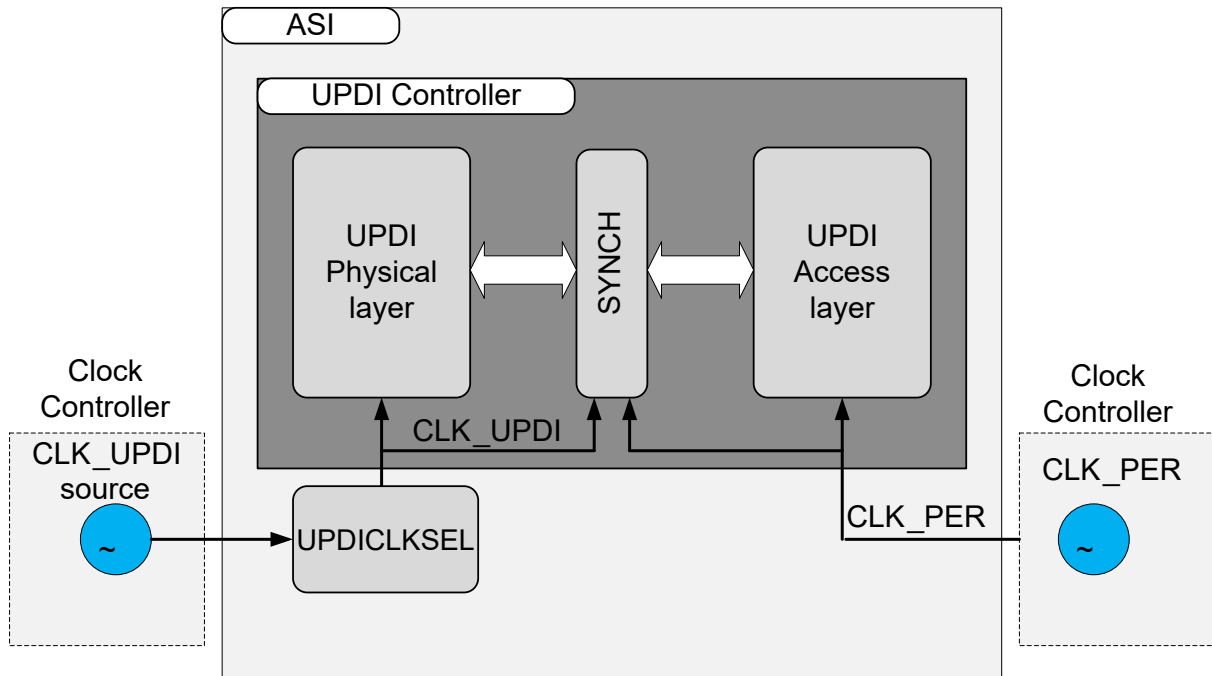 ASI
UPDI Controller
UPDI
Physical
layer
SYNCH
UPDI
Access
layer
CLK_UPDI
Clock
Controller
CLK_UPDI
source
~
UPDICLKSEL
CLK_PER
Clock
Controller
CLK_PER
~